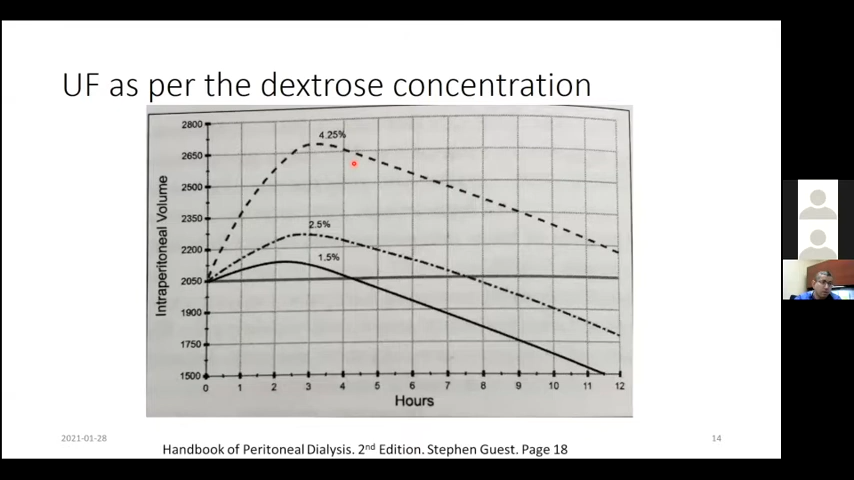 UF as per the dextrose concentration
2800
2650
2500
2350
2200
2050
1900
1750
1500
Intraperitoneal Volume
4.25%
2.5%
1.5%
0 1 2 3 4 5 6 7 8 9 10 11 12
Hours
2021-01-28
Handbook of Peritoneal Dialysis. 2nd Edition. Stephen Guest. Page 18
14